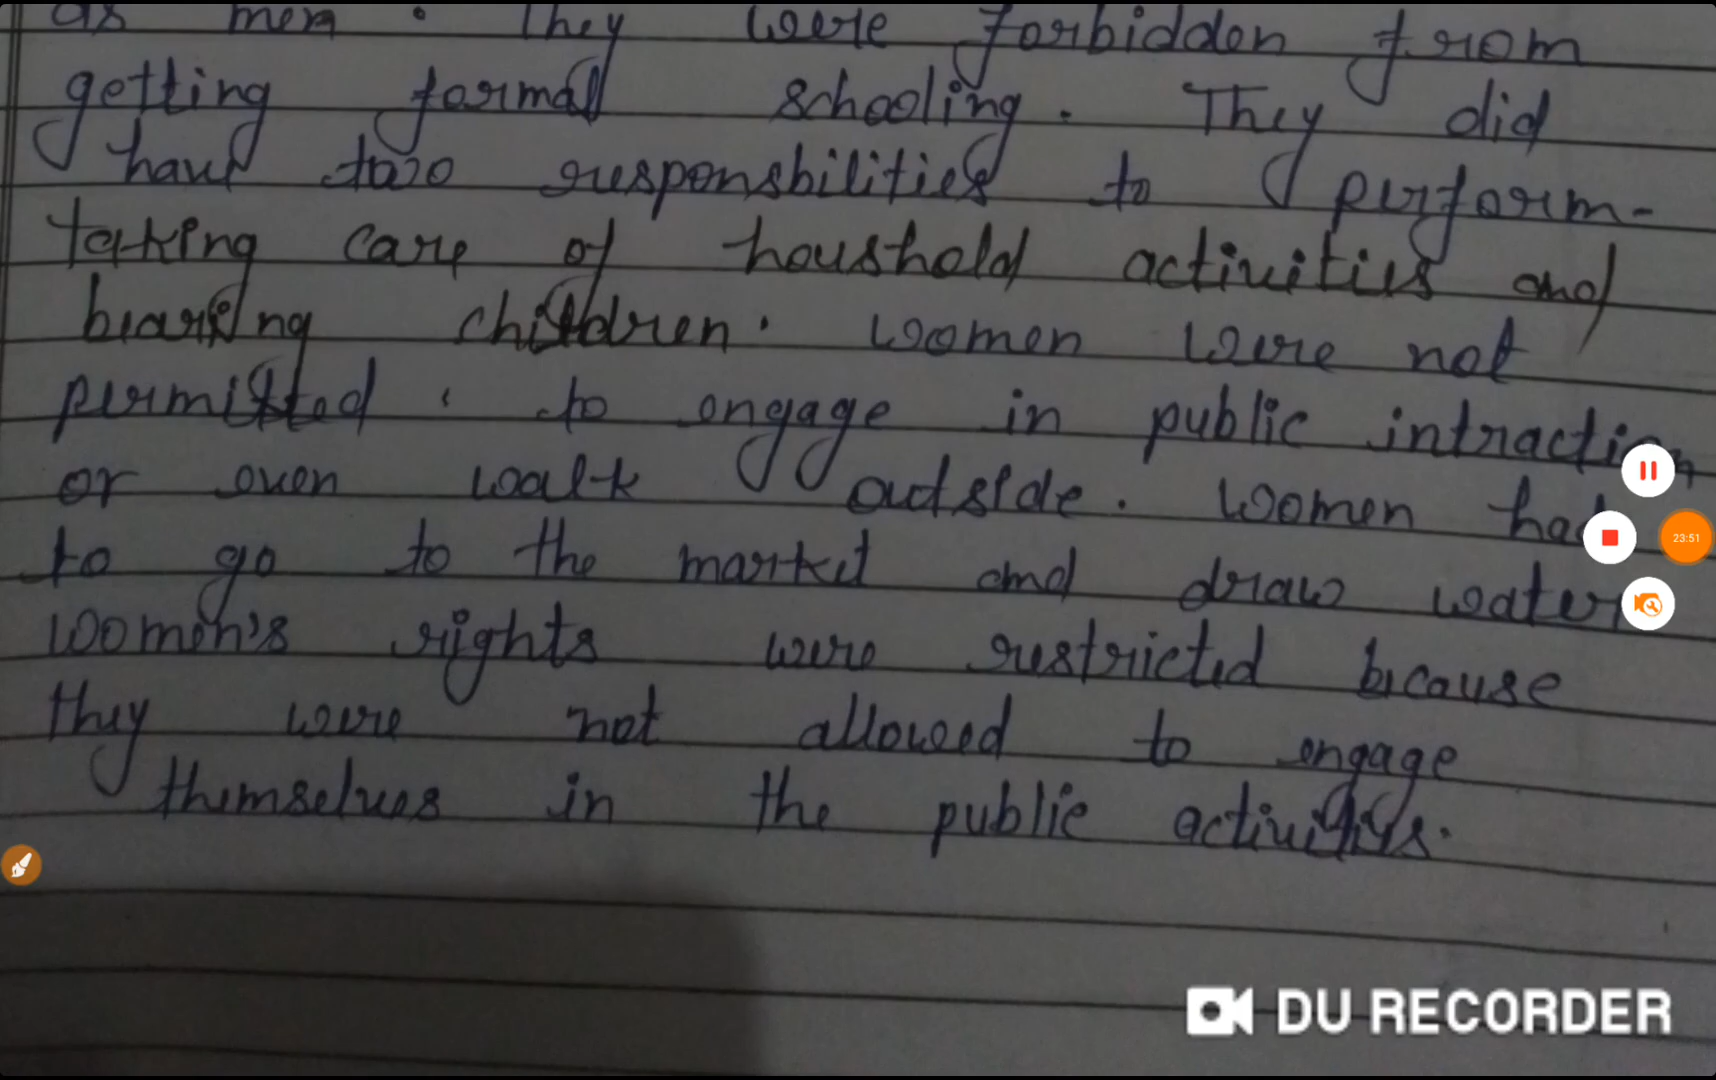 as men. They were forbidden from
getting formal schooling. They did
have two responsbilities to perform-
taking care of houshold activities and
bearing children. women were not
permitted to engage in public intraction
or even walk outside. Women had
to go to the market and draw water
women's rights were restricted because
they were not allowed to engage
themselves in the public activities.
23:51
DU RECORDER